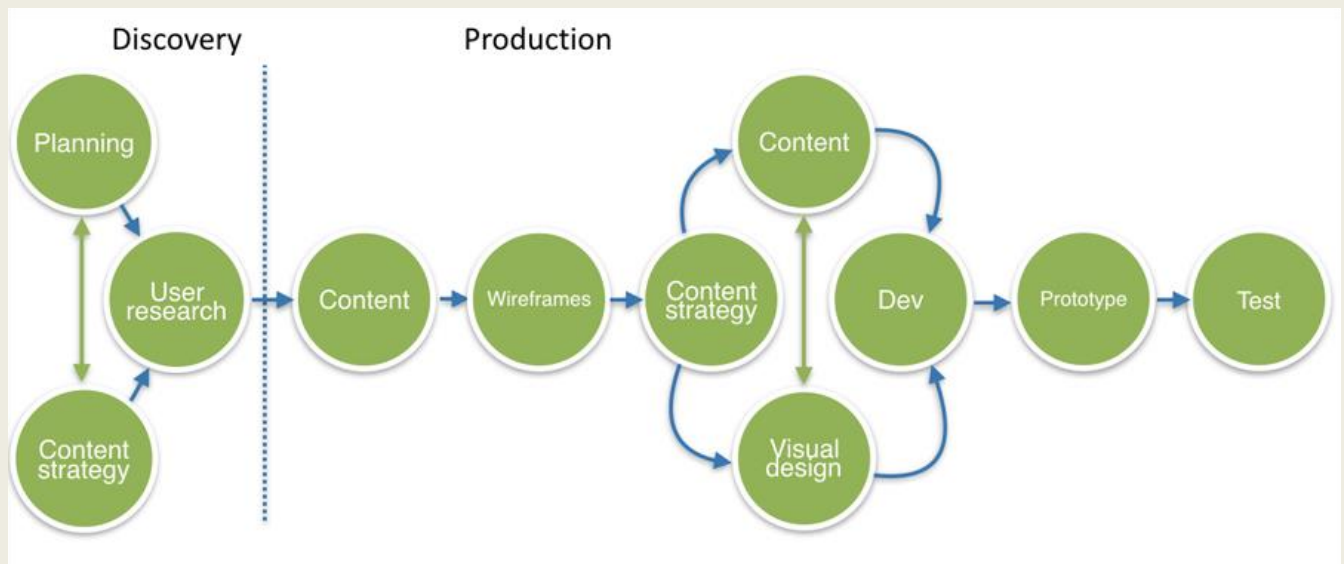 Discovery
Production
Planning
Content
strategy
User
research
Content
Wireframes
Content
strategy
Content
Visual
design
Dev
Prototype
Test